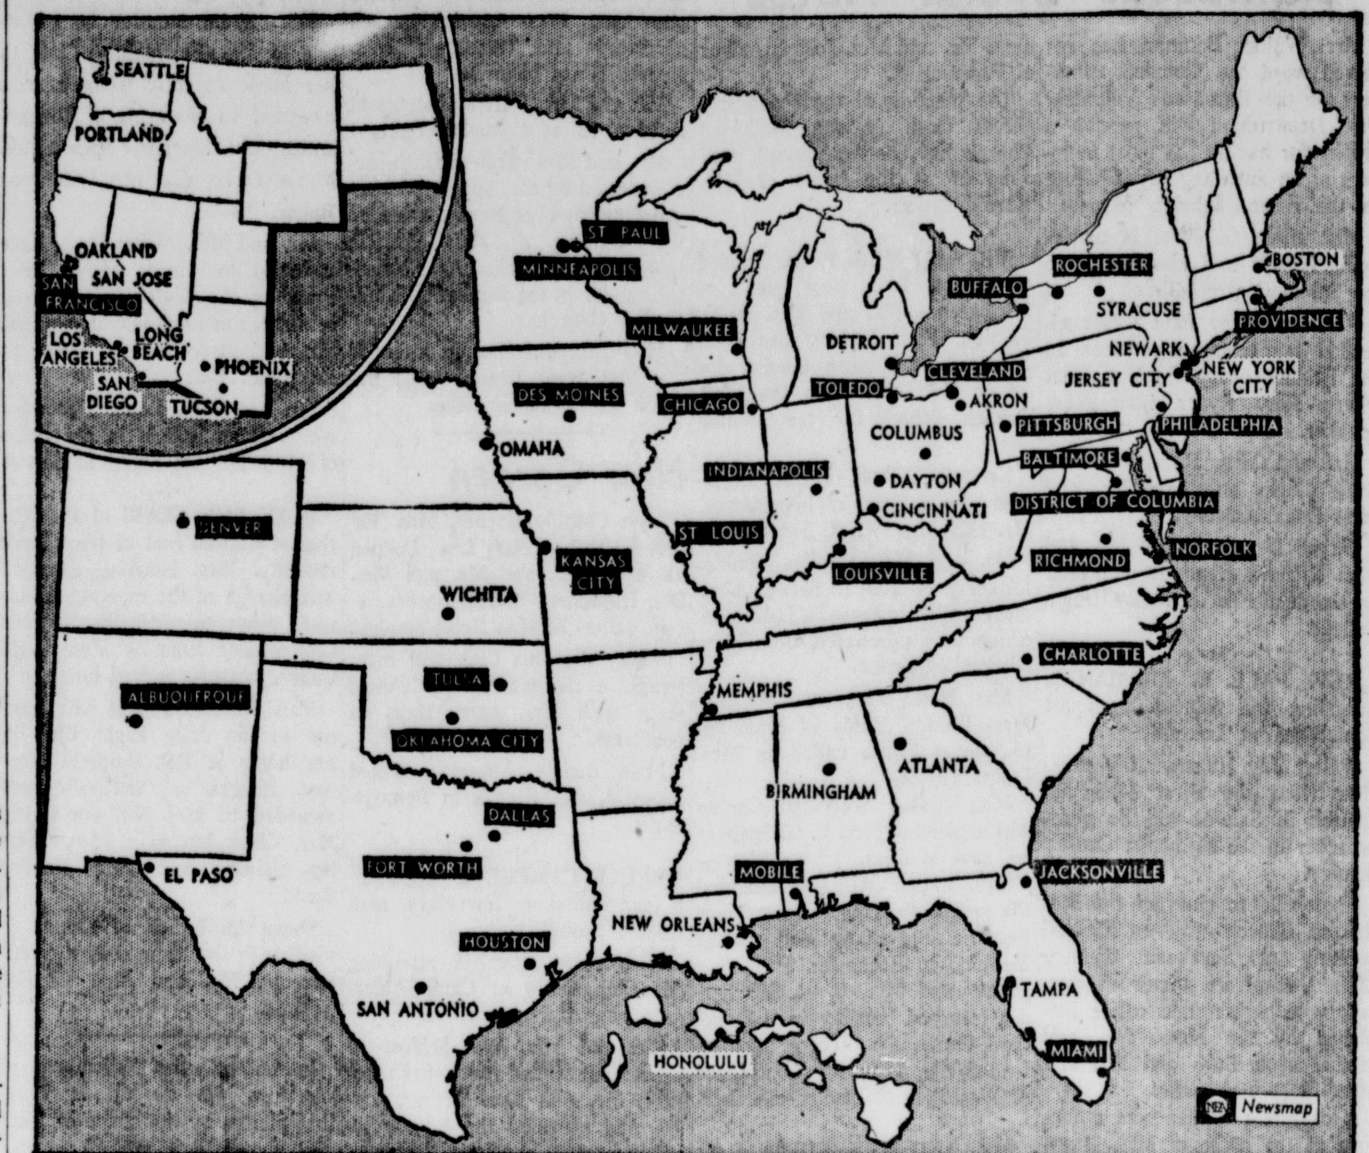 SEATTLE
PORTLAND
OAKLAND
SAN JOSE
SAN
FRANCISCO
LONG
BEACH
LOS
ANGELES
PHOENIX
SAN
DIEGO
TUCSON
ST. PAUL
MINNEAPOLIS
MILWAUKEE
DES MOINES
CHICAGO
OMAHA
DETROIT
TOLEDO
CLEVELAND
AKRON
BUFFALO
ROCHESTER
SYRACUSE
BOSTON
PROVIDENCE
NEWARK
JERSEY CITY
NEW YORK
CITY
COLUMBUS
PITTSBURGH
PHILADELPHIA
BALTIMORE
INDIANAPOLIS
DAYTON
CINCINNATI
DISTRICT OF COLUMBIA
DENVER
ST LOUIS
KANSAS
CITY
LOUISVILLE
RICHMOND
NORFOLK
WICHITA
CHARLOTTE
ALBUQUERQUE
TULSA
MEMPHIS
OKLAHOMA CITY
ATLANTA
BIRMINGHAM
DALLAS
FORT WORTH
EL PASO
MOBILE
JACKSONVILLE
NEW ORLEANS
HOUSTON
SAN ANTONIO
TAMPA
HONOLULU
MIAMI
NEA Newsmap